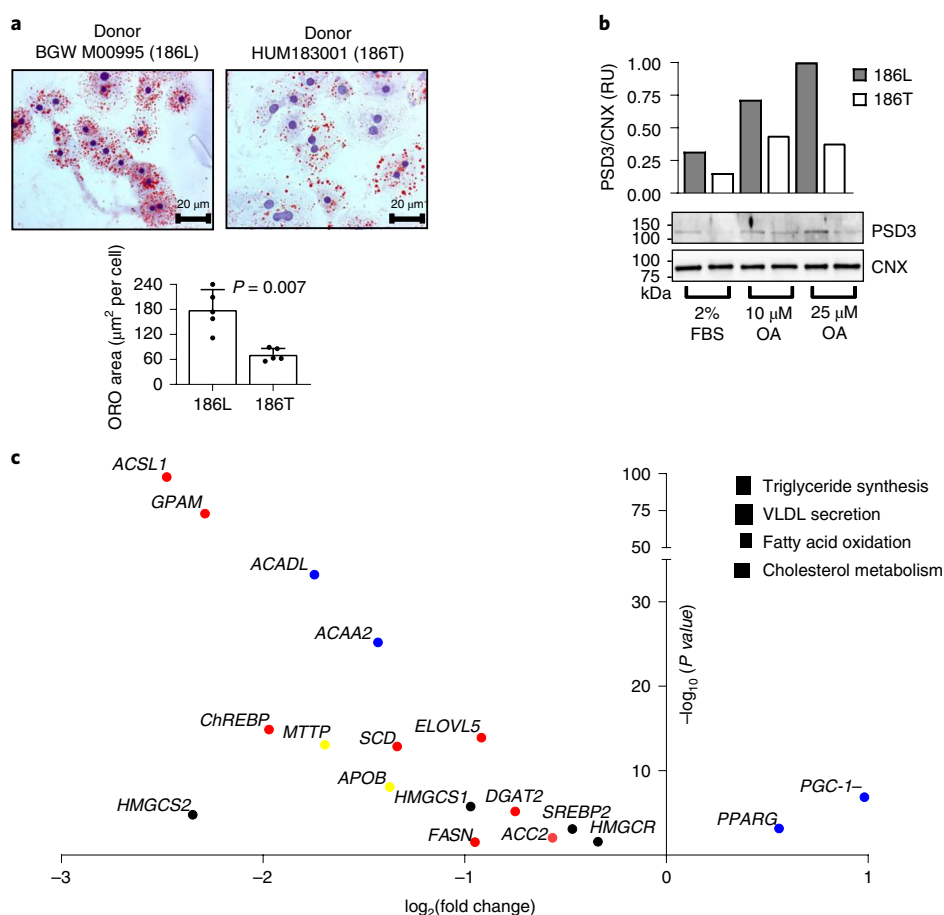 a
Donor
BGW M00995 (186L)
Donor
HUM183001 (186T)
20 μm
20 μm
ORO area (μm² per cell)
240
180
120
60
0
P = 0.007
186L
186T
b
PSD3/CNX (RU)
1.00
0.75
0.50
0.25
0.00
186L
186T
150
100
PSD3
100
75
CNX
kDa
2%
FBS
10 μM
OA
25 μM
OA
c
ACSL1
GPAM
ACADL
ACAA2
ChREBP
MTTP
SCD
ELOVL5
APOB
HMGCS2
HMGCS1
DGAT2
SREBP2
FASN
ACC2
HMGCR
PPARG
PGC-1–
100
75
50
30
20
10
–log₁₀ (P value)
Triglyceride synthesis
VLDL secretion
Fatty acid oxidation
Cholesterol metabolism
–3
–2
–1
0
1
log₂(fold change)